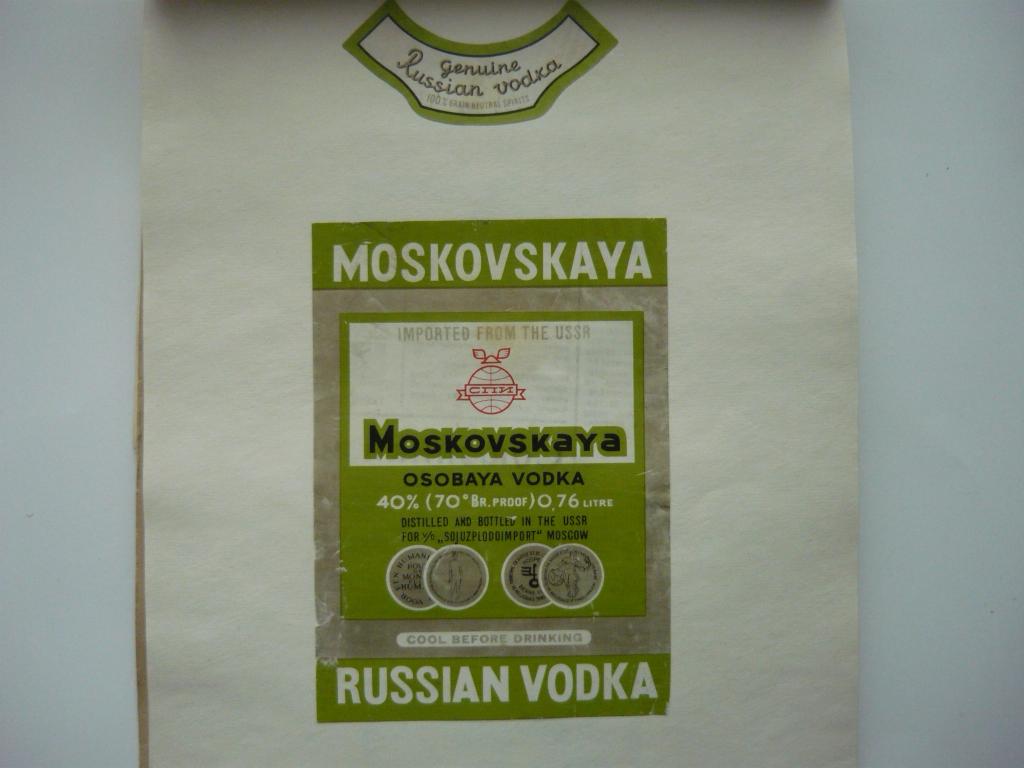 Genuine
Russian vodka
100% GRAIN NEUTRAL SPIRITS
MOSKOVSKAYA
IMPORTED FROM THE USSR
СПИ
Moskovskaya
OSOBAYA VODKA
40% (70° BR. PROOF) 0,76 LITRE
DISTILLED AND BOTTLED IN THE USSR
FOR V/O „SOJUZPLODOIMPORT" MOSCOW
COOL BEFORE DRINKING
RUSSIAN VODKA